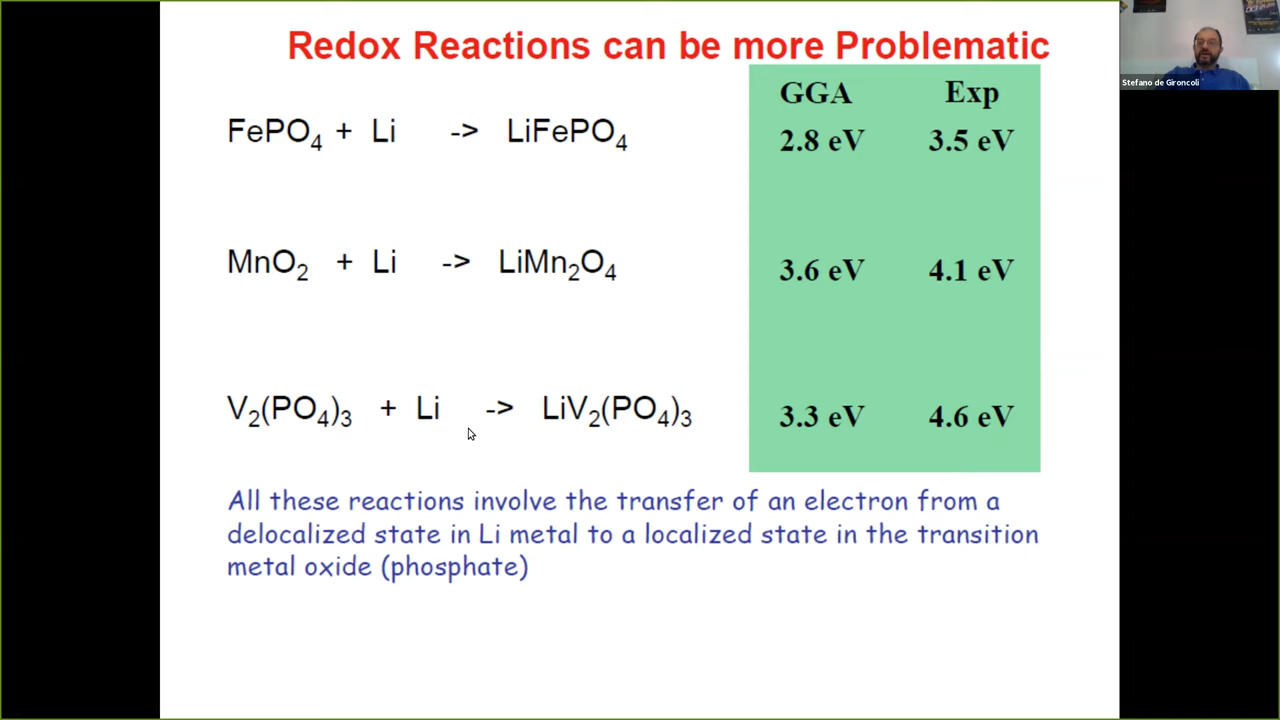 Redox Reactions can be more Problematic
GGA Exp
FePO4 + Li -> LiFePO4 2.8 eV 3.5 eV
MnO2 + Li -> LiMn2O4 3.6 eV 4.1 eV
V2(PO4)3 + Li -> LiV2(PO4)3 3.3 eV 4.6 eV
All these reactions involve the transfer of an electron from a
delocalized state in Li metal to a localized state in the transition
metal oxide (phosphate)
Stefano de Gironcoli